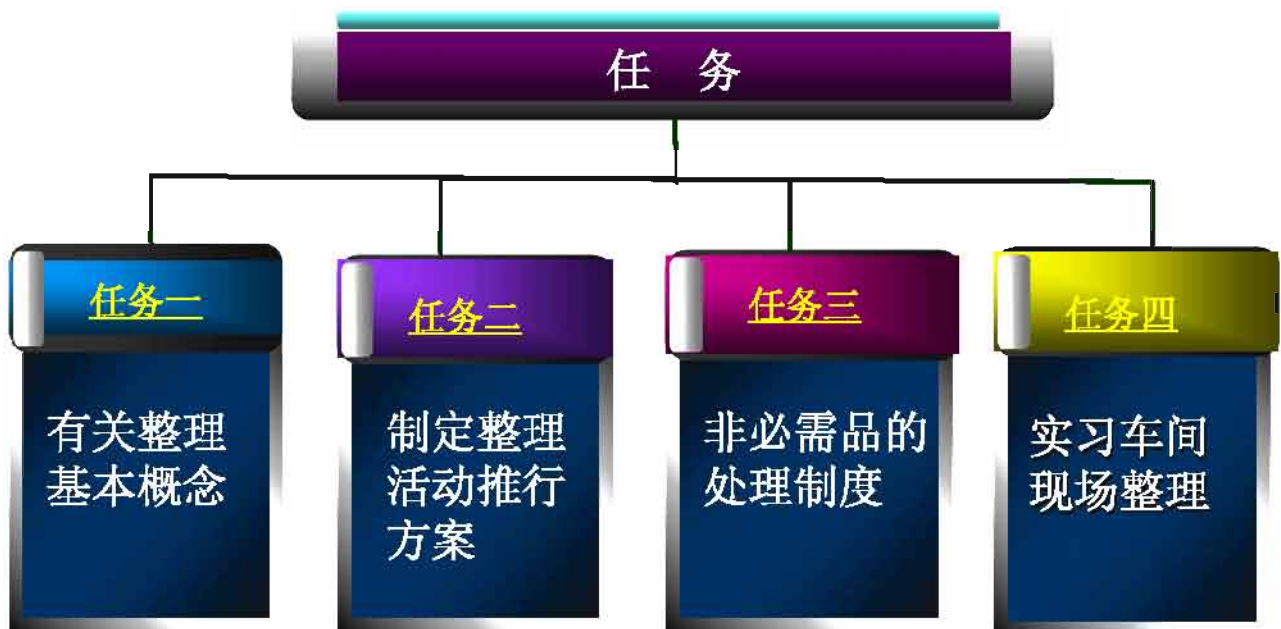 任 务
任务一
有关整理
基本概念
任务二
制定整理
活动推行
方案
任务三
非必需品的
处理制度
任务四
实习车间
现场整理